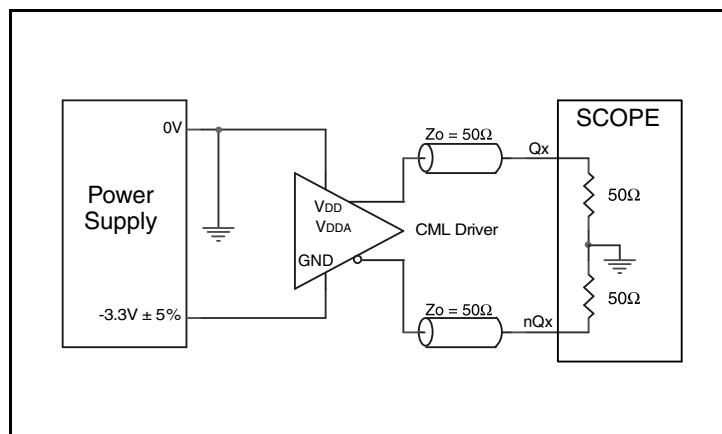 SCOPE
0V
Zo = 50Ω
Qx
Power
Supply
50Ω
VDD
VDDA
CML Driver
GND
50Ω
-3.3V ± 5%
Zo = 50Ω
nQx